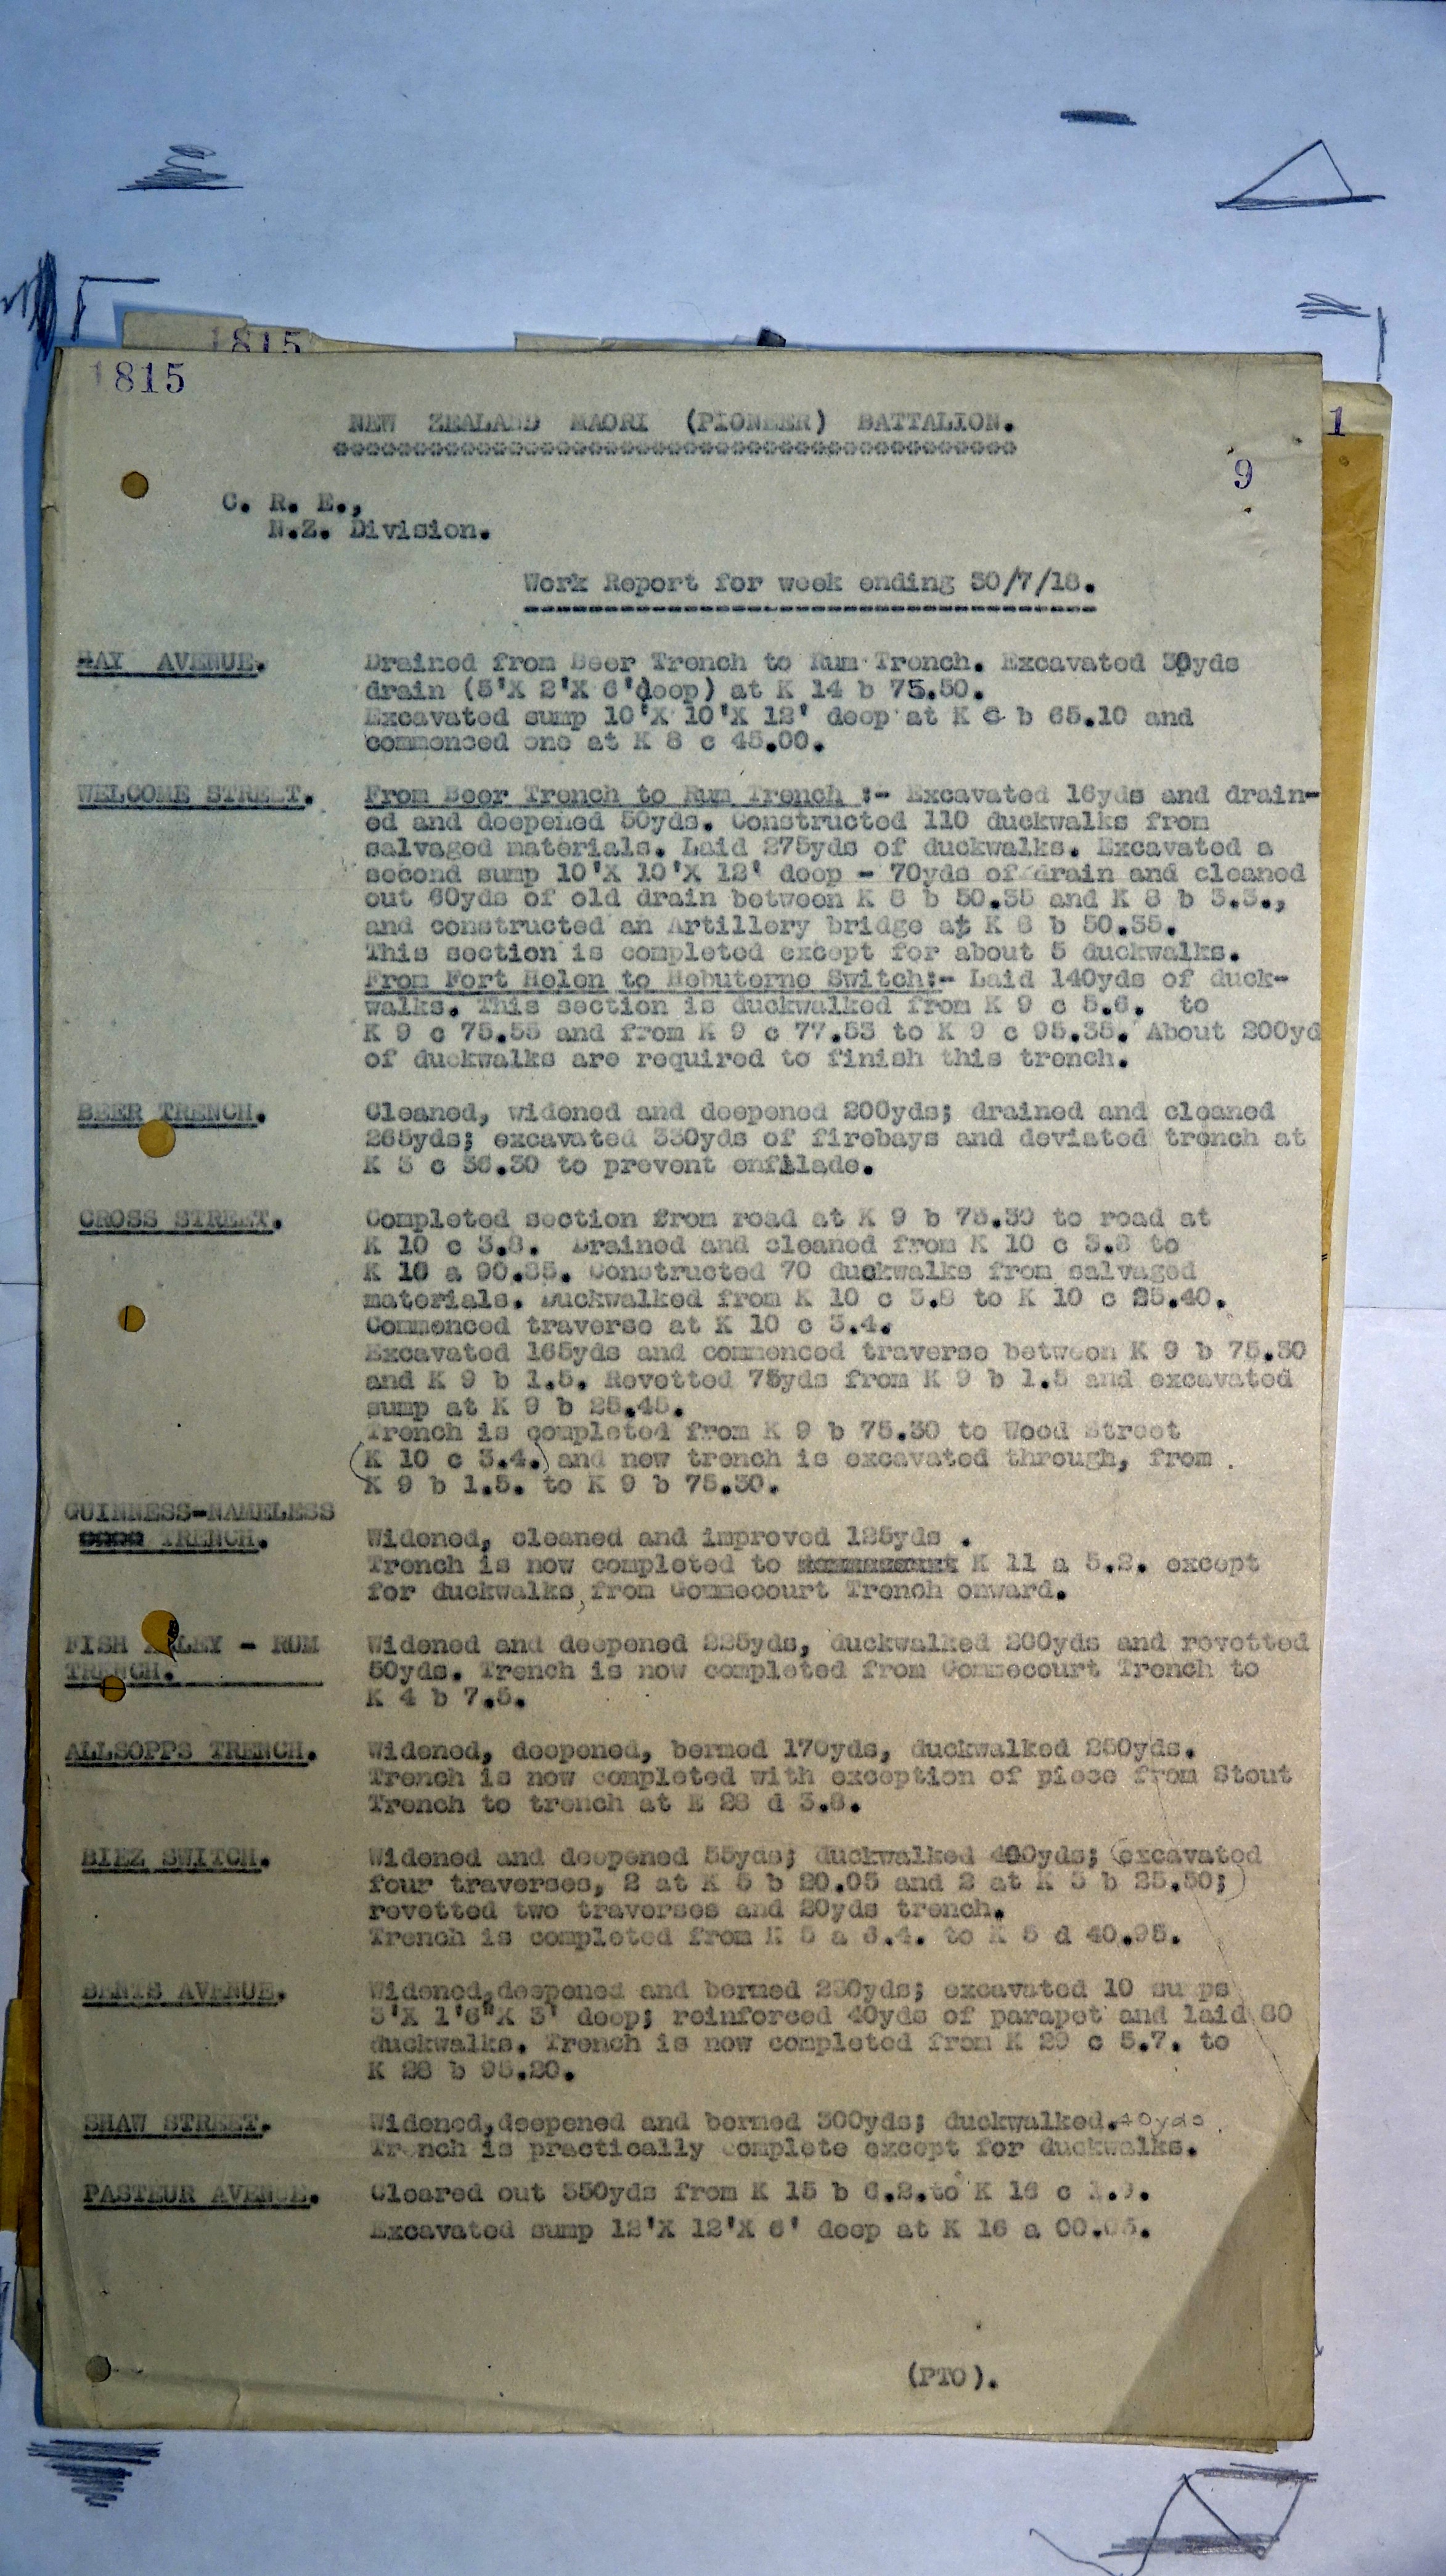 1815
1815
1
NEW ZEALAND MAORI (PIONEER) BATTALION.
9
C. R. E.,
N.Z. Division.
Work Report for week ending 30/7/18.
AVENUE. Drained from Beer Trench to Rum Trench. Excavated 30yds
drain (5'X 2'X 6'deep) at K 14 b 75.50.
Excavated sump 10'X 10'X 12' deep at K 8 b 65.10 and
commenced one at K 8 c 45.00.
WELCOME STREET. From Beer Trench to Rum Trench :- Excavated 16yds and drain-
ed and deepened 50yds. Constructed 110 duckwalks from
salvaged materials. Laid 275yds of duckwalks. Excavated a
second sump 10'X 10'X 12' deep - 70yds of drain and cleaned
out 60yds of old drain between K 8 b 50.35 and K 8 b 3.3.,
and constructed an Artillery bridge at K 8 b 50.35.
This section is completed except for about 5 duckwalks.
From Fort Helen to Hebuterne Switch:- Laid 140yds of duck-
walks. This section is duckwalked from K 9 c 5.6. to
K 9 c 75.55 and from K 9 c 77.53 to K 9 c 95.35. About 200yd
of duckwalks are required to finish this trench.
BEER TRENCH. Cleaned, widened and deepened 200yds; drained and cleaned
265yds; excavated 330yds of firebays and deviated trench at
K 3 c 36.30 to prevent enfilade.
CROSS STREET. Completed section from road at K 9 b 75.30 to road at
K 10 c 3.8. Drained and cleaned from K 10 c 3.8 to
K 16 a 90.85. Constructed 70 duckwalks from salvaged
materials. Duckwalked from K 10 c 3.8 to K 10 c 25.40.
Commenced traverse at K 10 c 3.4.
Excavated 165yds and commenced traverse between K 9 b 75.30
and K 9 b 1.5. Revetted 75yds from K 9 b 1.5 and excavated
sump at K 9 b 25.45.
Trench is completed from K 9 b 75.30 to Wood Street
(K 10 c 3.4.) and new trench is excavated through, from
K 9 b 1.5. to K 9 b 75.30.
GUINNESS-NAMELESS
TRENCH. Widened, cleaned and improved 125yds .
Trench is now completed to K 11 a 5.2. except
for duckwalks, from Gommecourt Trench onward.
FISH ALLEY - RUM Widened and deepened 225yds, duckwalked 200yds and revetted
TRENCH. 50yds. Trench is now completed from Gommecourt Trench to
K 4 b 7.5.
ALLSOPPS TRENCH. Widened, deepened, bermed 170yds, duckwalked 250yds.
Trench is now completed with exception of piece from Stout
Trench to trench at E 28 d 3.8.
BIEZ SWITCH. Widened and deepened 55yds; duckwalked 400yds; (excavated
four traverses, 2 at K 5 b 20.05 and 2 at K 5 b 25.50;)
revetted two traverses and 20yds trench.
Trench is completed from K 5 a 6.4. to K 5 d 40.95.
BENTS AVENUE. Widened,deepened and bermed 230yds; excavated 10 sumps
3'X 1'6"X 3' deep; reinforced 40yds of parapet and laid 80
duckwalks. Trench is now completed from K 29 c 5.7. to
K 28 b 95.20.
SHAW STREET. Widened,deepened and bermed 300yds; duckwalked.40yds.
Trench is practically complete except for duckwalks.
PASTEUR AVENUE. Cleared out 350yds from K 15 b 6.2.to K 16 c 1.9.
Excavated sump 12'X 12'X 6' deep at K 16 a 00.05.
(PTO).